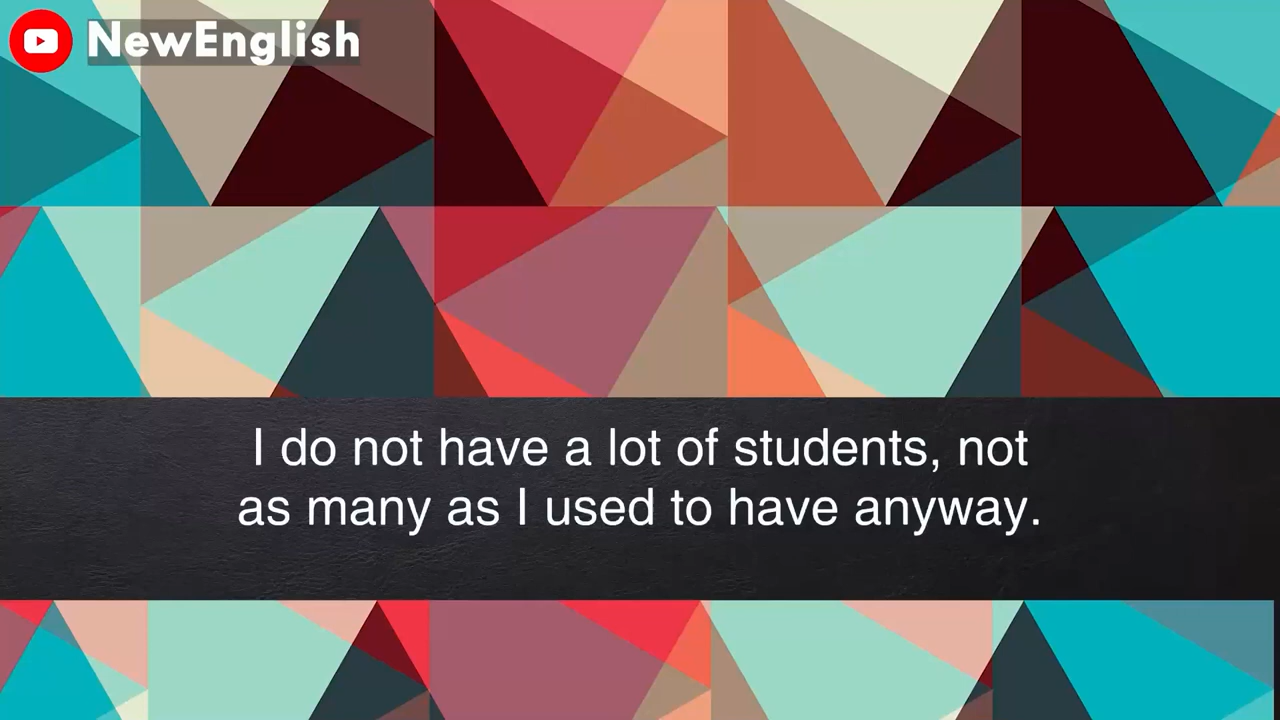 NewEnglish
I do not have a lot of students, not
as many as I used to have anyway.